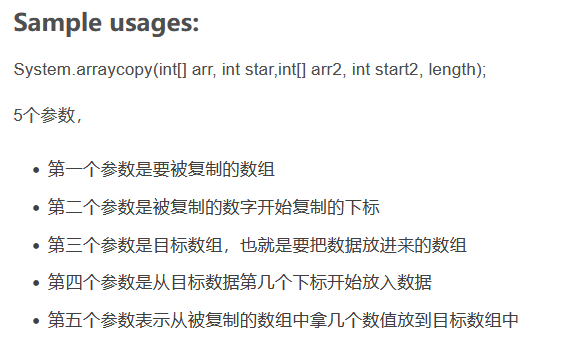 Sample usages:
System.arraycopy(int[] arr, int star,int[] arr2, int start2, length);
5个参数，
第一个参数是要被复制的数组
第二个参数是被复制的数字开始复制的下标
第三个参数是目标数组，也就是要把数据放进来的数组
第四个参数是从目标数据第几个下标开始放入数据
第五个参数表示从被复制的数组中拿几个数值放到目标数组中